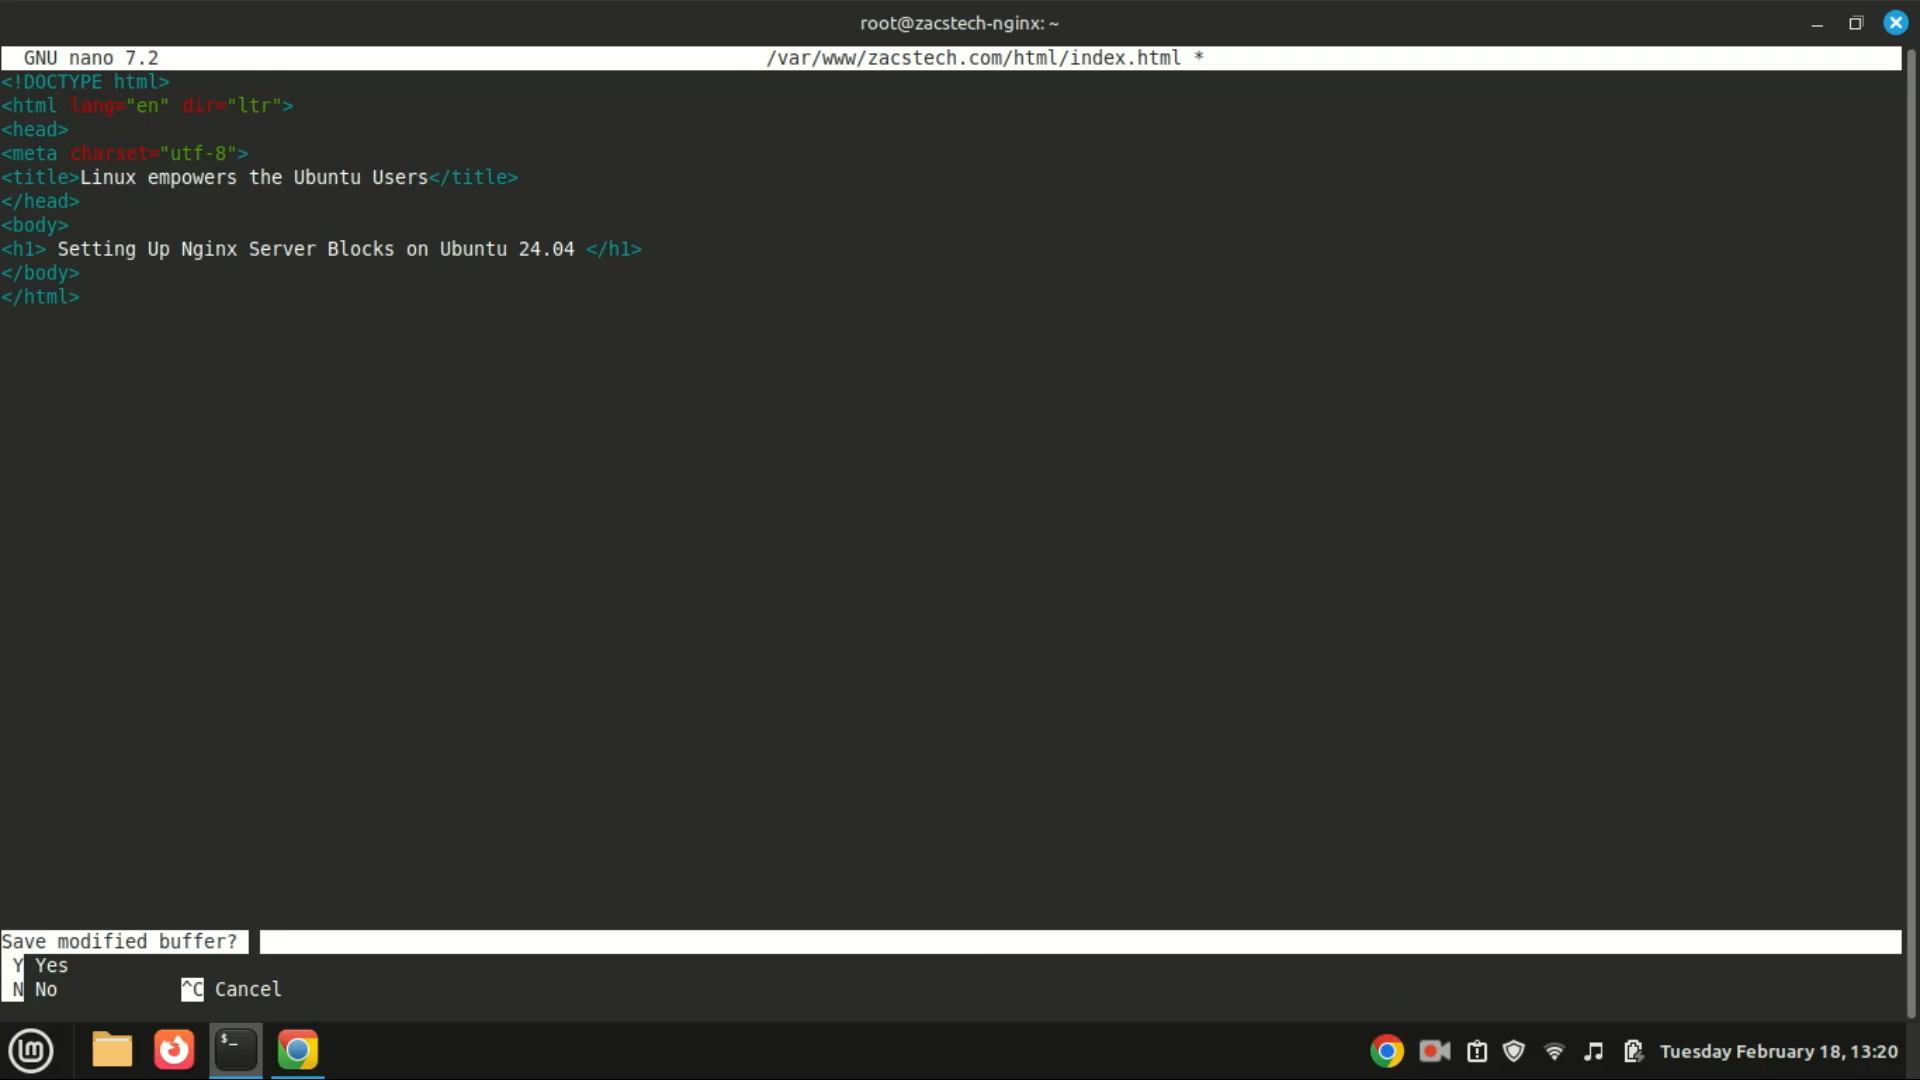 root@zacstech-nginx: ~
GNU nano 7.2 /var/www/zacstech.com/html/index.html *
<!DOCTYPE html>
<html lang="en" dir="ltr">
<head>
<meta charset="utf-8">
<title>Linux empowers the Ubuntu Users</title>
</head>
<body>
<h1> Setting Up Nginx Server Blocks on Ubuntu 24.04 </h1>
</body>
</html>
Save modified buffer?
Y Yes
N No ^C Cancel
$_
lm
Tuesday February 18, 13:20